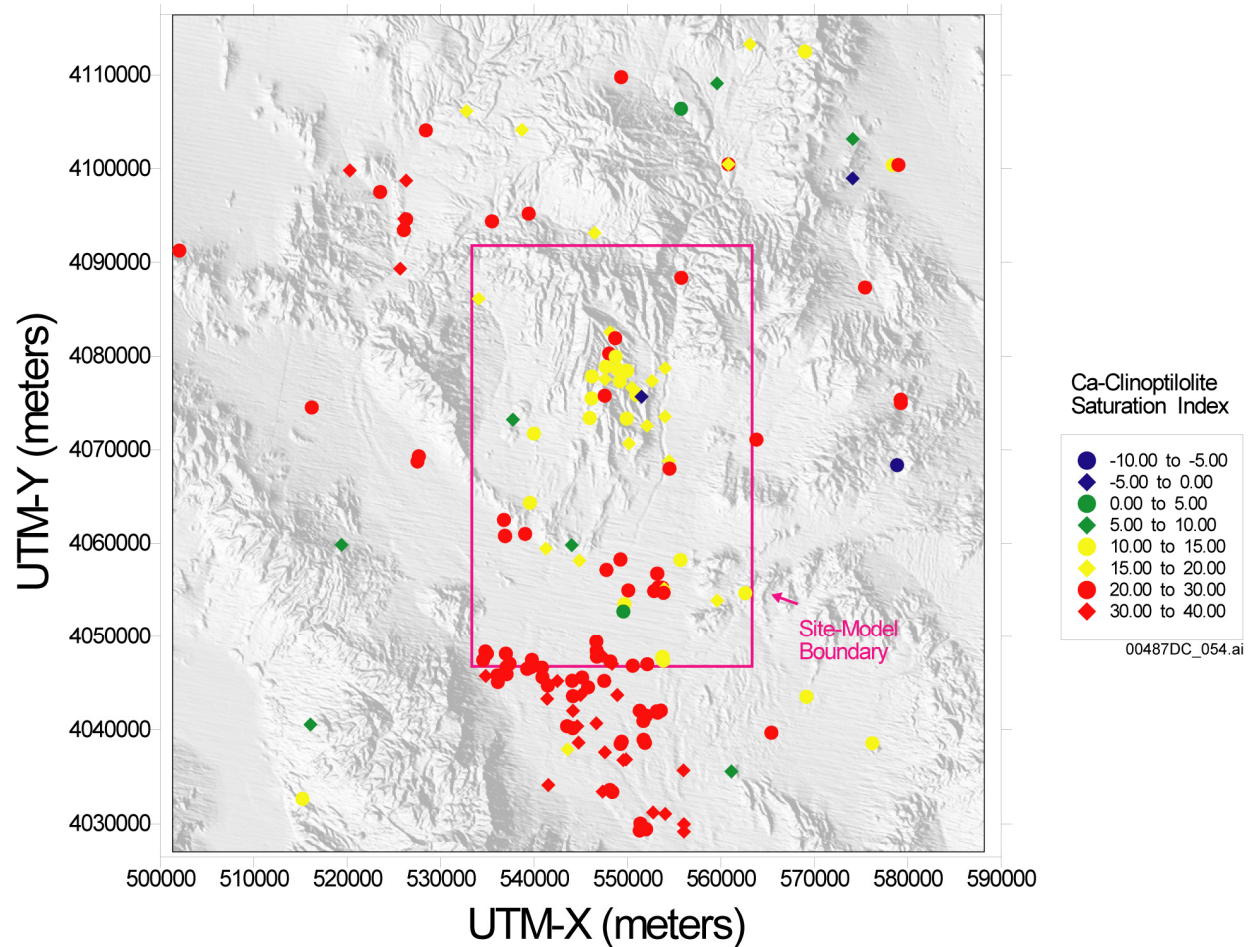 4110000
4100000
4090000
4080000
4070000
4060000
4050000
4040000
4030000
UTM-Y (meters)
500000 510000 520000 530000 540000 550000 560000 570000 580000 590000
UTM-X (meters)
Site-Model
Boundary
Ca-Clinoptilolite
Saturation Index
-10.00 to -5.00
-5.00 to 0.00
0.00 to 5.00
5.00 to 10.00
10.00 to 15.00
15.00 to 20.00
20.00 to 30.00
30.00 to 40.00
00487DC_054.ai